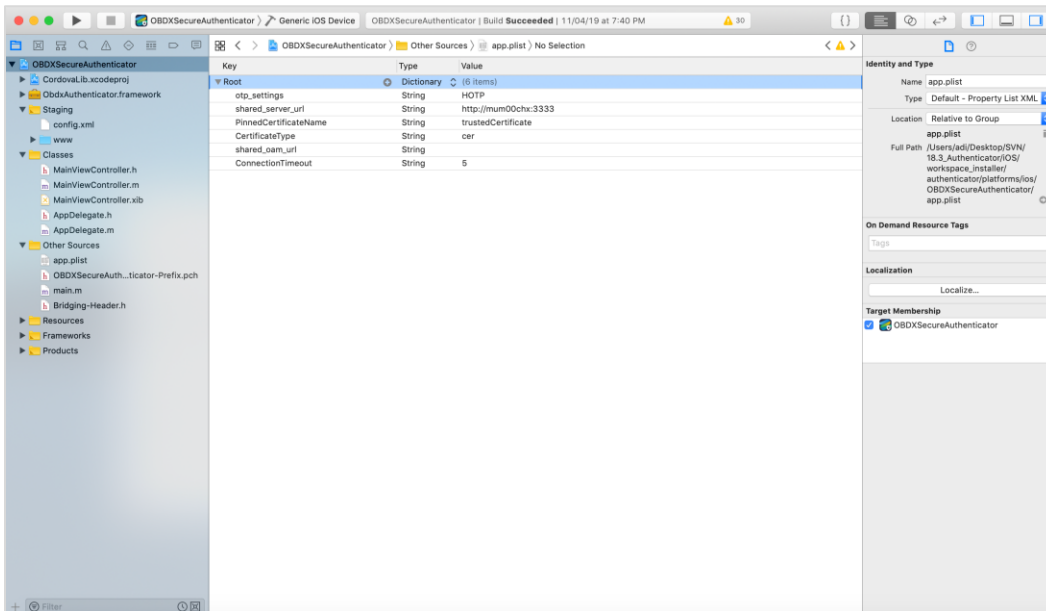 OBDXSecureAuthenticator 〉 Generic iOS Device
OBDXSecureAuthenticator | Build Succeeded | 11/04/19 at 7:40 PM
30
{}
OBDXSecureAuthenticator 〉 Other Sources 〉 app.plist 〉 No Selection
OBDXSecureAuthenticator
CordovaLib.xcodeproj
ObdxAuthenticator.framework
Staging
config.xml
www
Classes
MainViewController.h
MainViewController.m
MainViewController.xib
AppDelegate.h
AppDelegate.m
Other Sources
app.plist
OBDXSecureAuth...ticator-Prefix.pch
main.m
Bridging-Header.h
Resources
Frameworks
Products
Filter
Key Type Value
Root Dictionary (6 items)
otp_settings String HOTP
shared_server_url String http://mum00chx:3333
PinnedCertificateName String trustedCertificate
CertificateType String cer
shared_oam_url String
ConnectionTimeout String 5
Identity and Type
Name app.plist
Type Default - Property List XML
Location Relative to Group
app.plist
Full Path /Users/adi/Desktop/SVN/
18.3_Authenticator/iOS/
workspace_installer/
authenticator/platforms/ios/
OBDXSecureAuthenticator/
app.plist
On Demand Resource Tags
Tags
Localization
Localize...
Target Membership
OBDXSecureAuthenticator